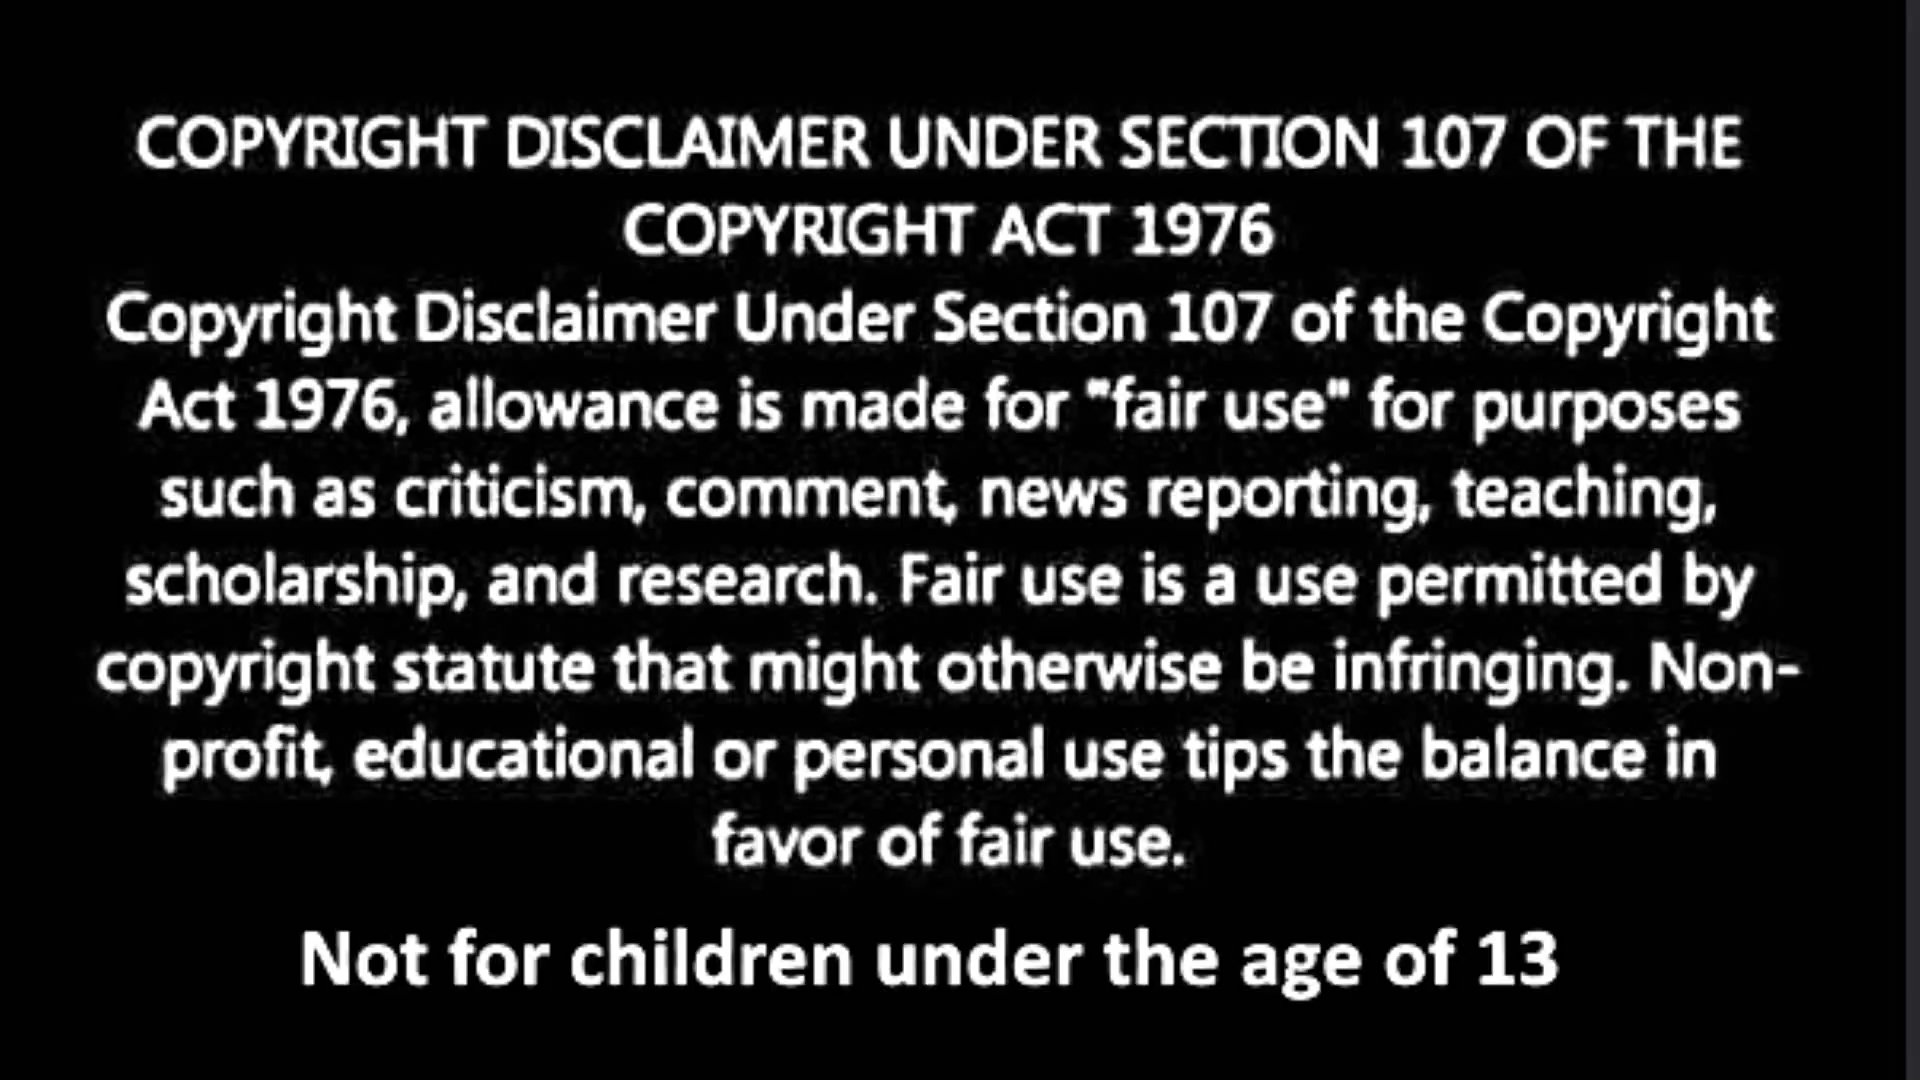 COPYRIGHT DISCLAIMER UNDER SECTION 107 OF THE
COPYRIGHT ACT 1976
Copyright Disclaimer Under Section 107 of the Copyright
Act 1976, allowance is made for "fair use" for purposes
such as criticism, comment, news reporting, teaching,
scholarship, and research. Fair use is a use permitted by
copyright statute that might otherwise be infringing. Non-
profit, educational or personal use tips the balance in
favor of fair use.
Not for children under the age of 13